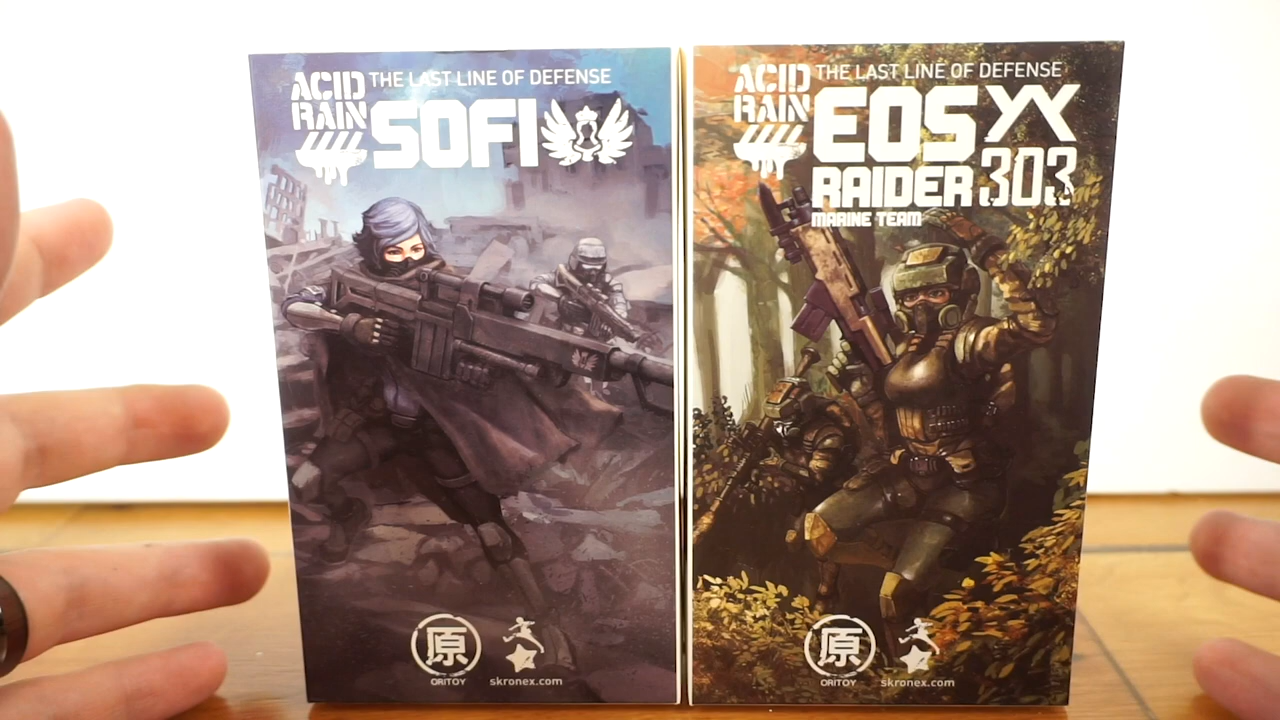 ACID RAIN
THE LAST LINE OF DEFENSE
SOFI
原
ORITOY
skronex.com
ACID RAIN
THE LAST LINE OF DEFENSE
EOS
RAIDER
303
MARINE TEAM
原
ORITOY
skronex.com